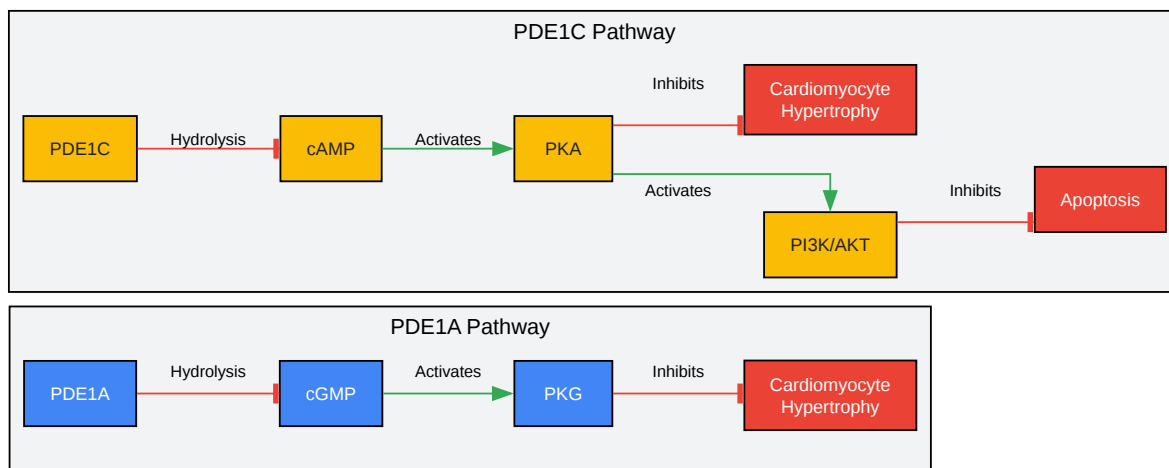 PDE1C Pathway
Inhibits
Cardiomyocyte
Hypertrophy
PDE1C
Hydrolysis
cAMP
Activates
PKA
Activates
Inhibits
Apoptosis
PI3K/AKT
PDE1A Pathway
PDE1A
Hydrolysis
cGMP
Activates
PKG
Inhibits
Cardiomyocyte
Hypertrophy